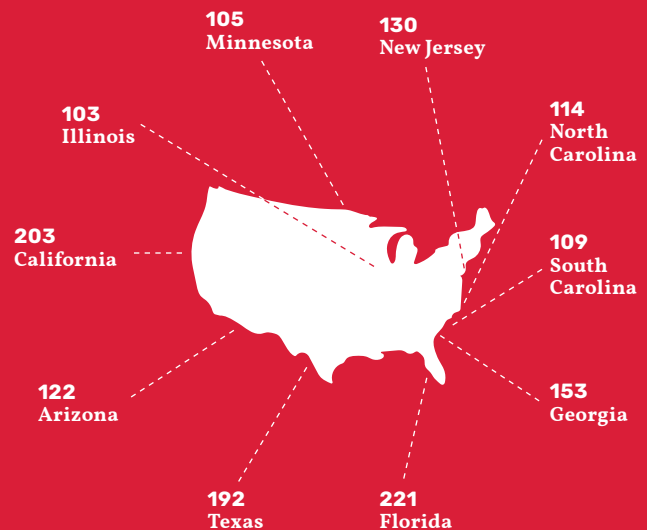 105
Minnesota
130
New Jersey
103
Illinois
114
North
Carolina
203
California
109
South
Carolina
122
Arizona
153
Georgia
192
Texas
221
Florida